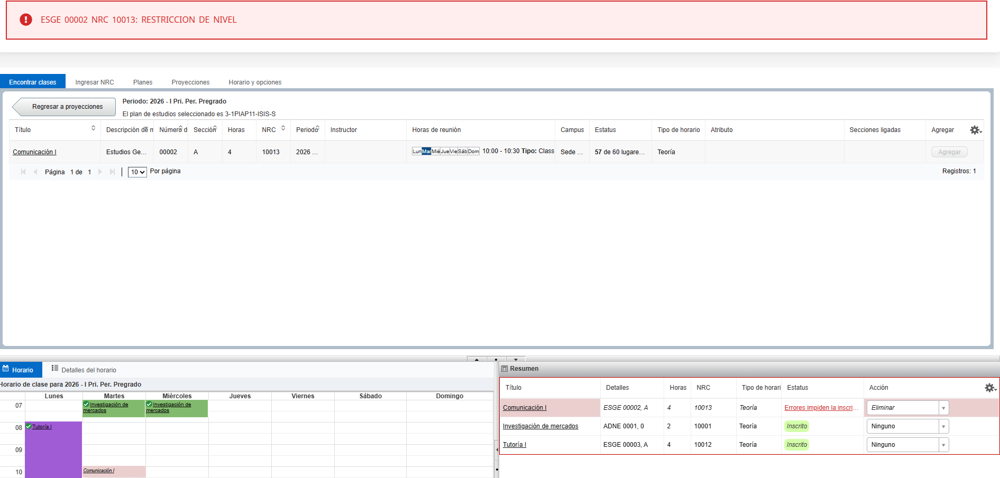 ESGE 00002 NRC 10013: RESTRICCION DE NIVEL
Encontrar clases Ingresar NRC Planes Proyecciones Horario y opciones
Regresar a proyecciones
Periodo: 2026 - I Pri. Per. Pregrado
El plan de estudios seleccionado es 3-1PIAP11-ISIS-S
Título Descripción de m Número d Sección Horas NRC Periodo Instructor Horas de reunión Campus Estatus Tipo de horario Atributo Secciones ligadas Agregar
Comunicación I Estudios Ge... 00002 A 4 10013 2026 ... Lun Mar Mié Jue Vie Sáb Dom 10:00 - 10:30 Tipo: Class Sede ... 57 de 60 lugare... Teoría Agregar
Página 1 de 1 10 Por página Registros: 1
Horario Detalles del horario
Horario de clase para 2026 - I Pri. Per. Pregrado
Lunes Martes Miércoles Jueves Viernes Sábado Domingo
07 Investigación de Investigación de
mercados mercados
08 Tutoría I
09
10 Comunicación I
Resumen
Título Detalles Horas NRC Tipo de horari Estatus Acción
Comunicación I ESGE 00002, A 4 10013 Teoría Errores impiden la inscri... Eliminar
Investigación de mercados ADNE 0001, 0 2 10001 Teoría Inscrito Ninguno
Tutoría I ESGE 00003, A 4 10012 Teoría Inscrito Ninguno